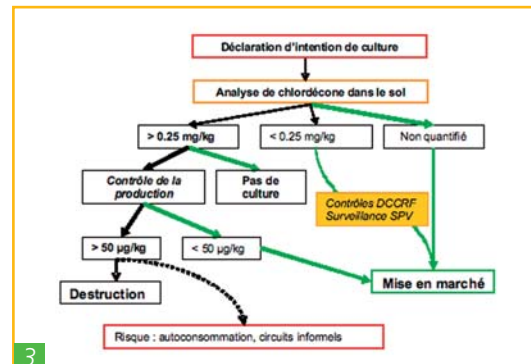 Déclaration d'intention de culture
Analyse de chlordécone dans le sol
> 0.25 mg/kg
< 0.25 mg/kg
Non quantifié
Contrôle de la
production
Pas de
culture
Contrôles DCCRF
Surveillance SPV
> 50 µg/kg
< 50 µg/kg
Destruction
Mise en marché
Risque : autoconsommation, circuits informels
3